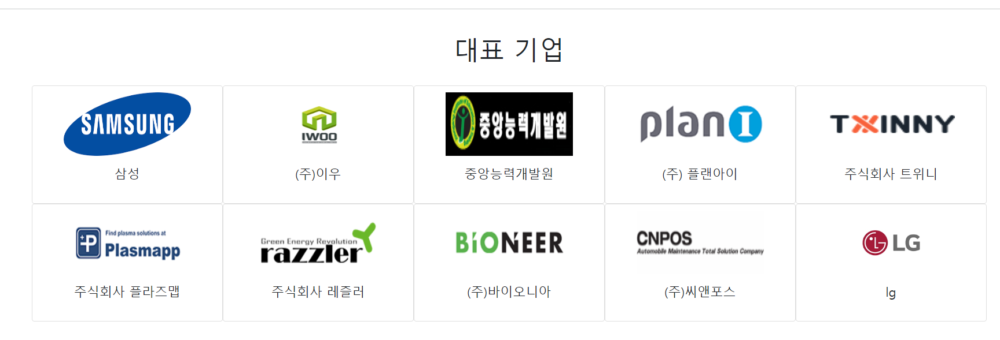 대표 기업
SAMSUNG
삼성
IWOO
(주)이우
중앙능력개발원
중앙능력개발원
planI
(주) 플랜아이
TXINNY
주식회사 트위니
Find plasma solutions at
Plasmapp
주식회사 플라즈맵
Green Energy Revolution
razzler
주식회사 레즐러
BiONEER
(주)바이오니아
CNPOS
Automobile Maintenance Total Solution Company
(주)씨앤포스
LG
lg